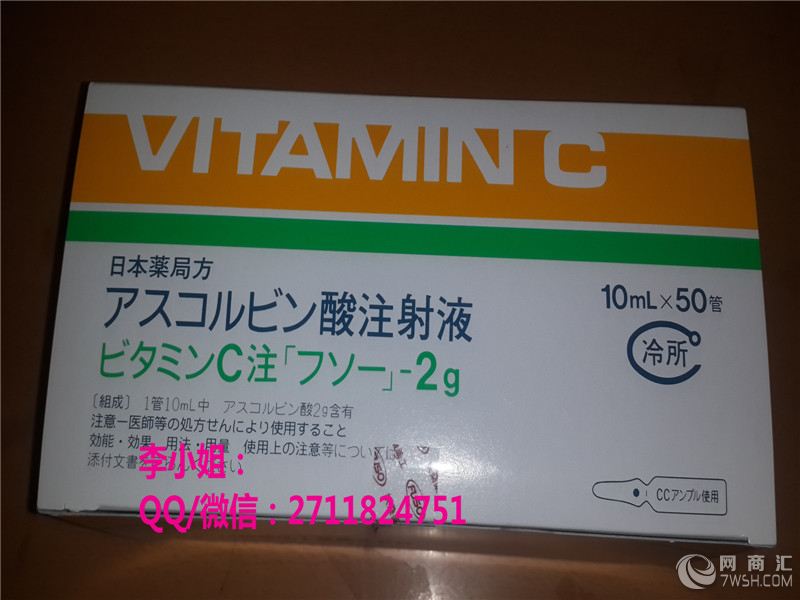 VITAMIN C
日本薬局方
アスコルビン酸注射液
ビタミンC注「フソー」-2g
10mL×50管
冷所
〔組成〕 1管10mL中 アスコルビン酸2g含有
注意－医師等の処方せんにより使用すること
効能・効果、用法・用量、使用上の注意等については
添付文書
さい
李小姐：
QQ/微信：2711824751
CCアンプル使用
网商汇
7WSH.COM